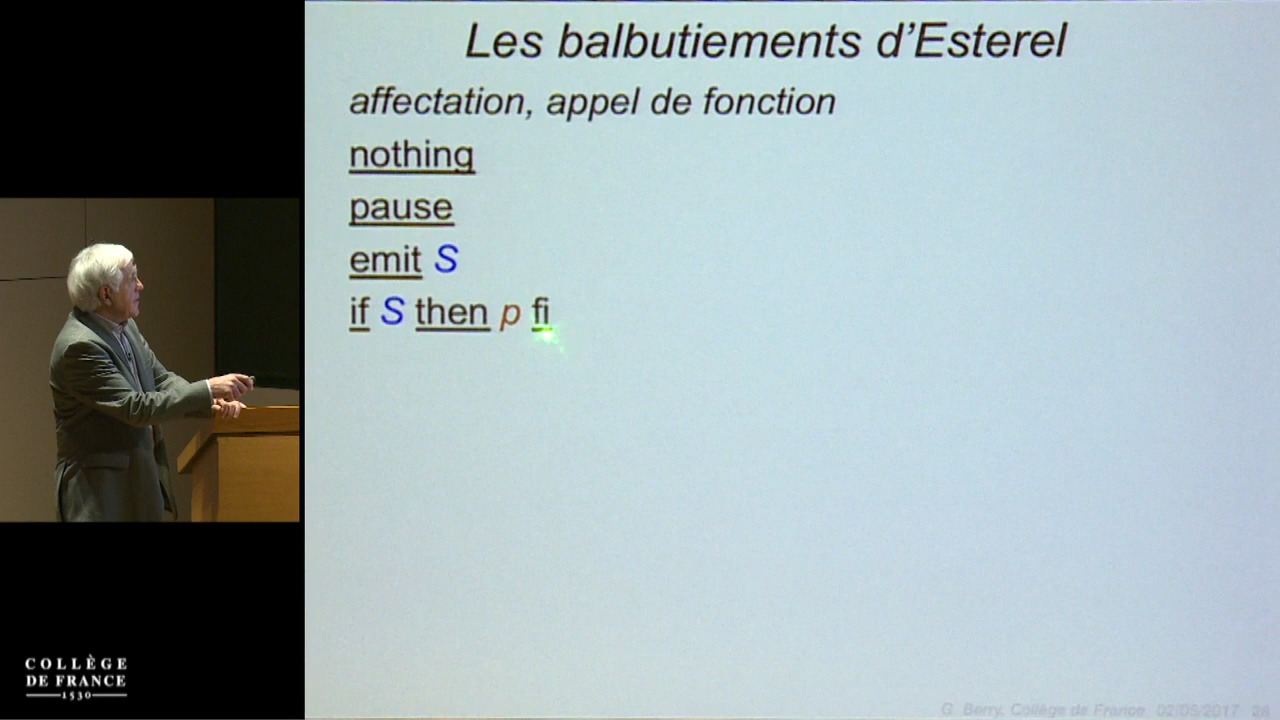 Les balbutiements d'Esterel
affectation, appel de fonction
nothing
pause
emit S
if S then p fi
COLLÈGE
DE FRANCE
1530
G. Berry, Collège de France 02/05/2017 28